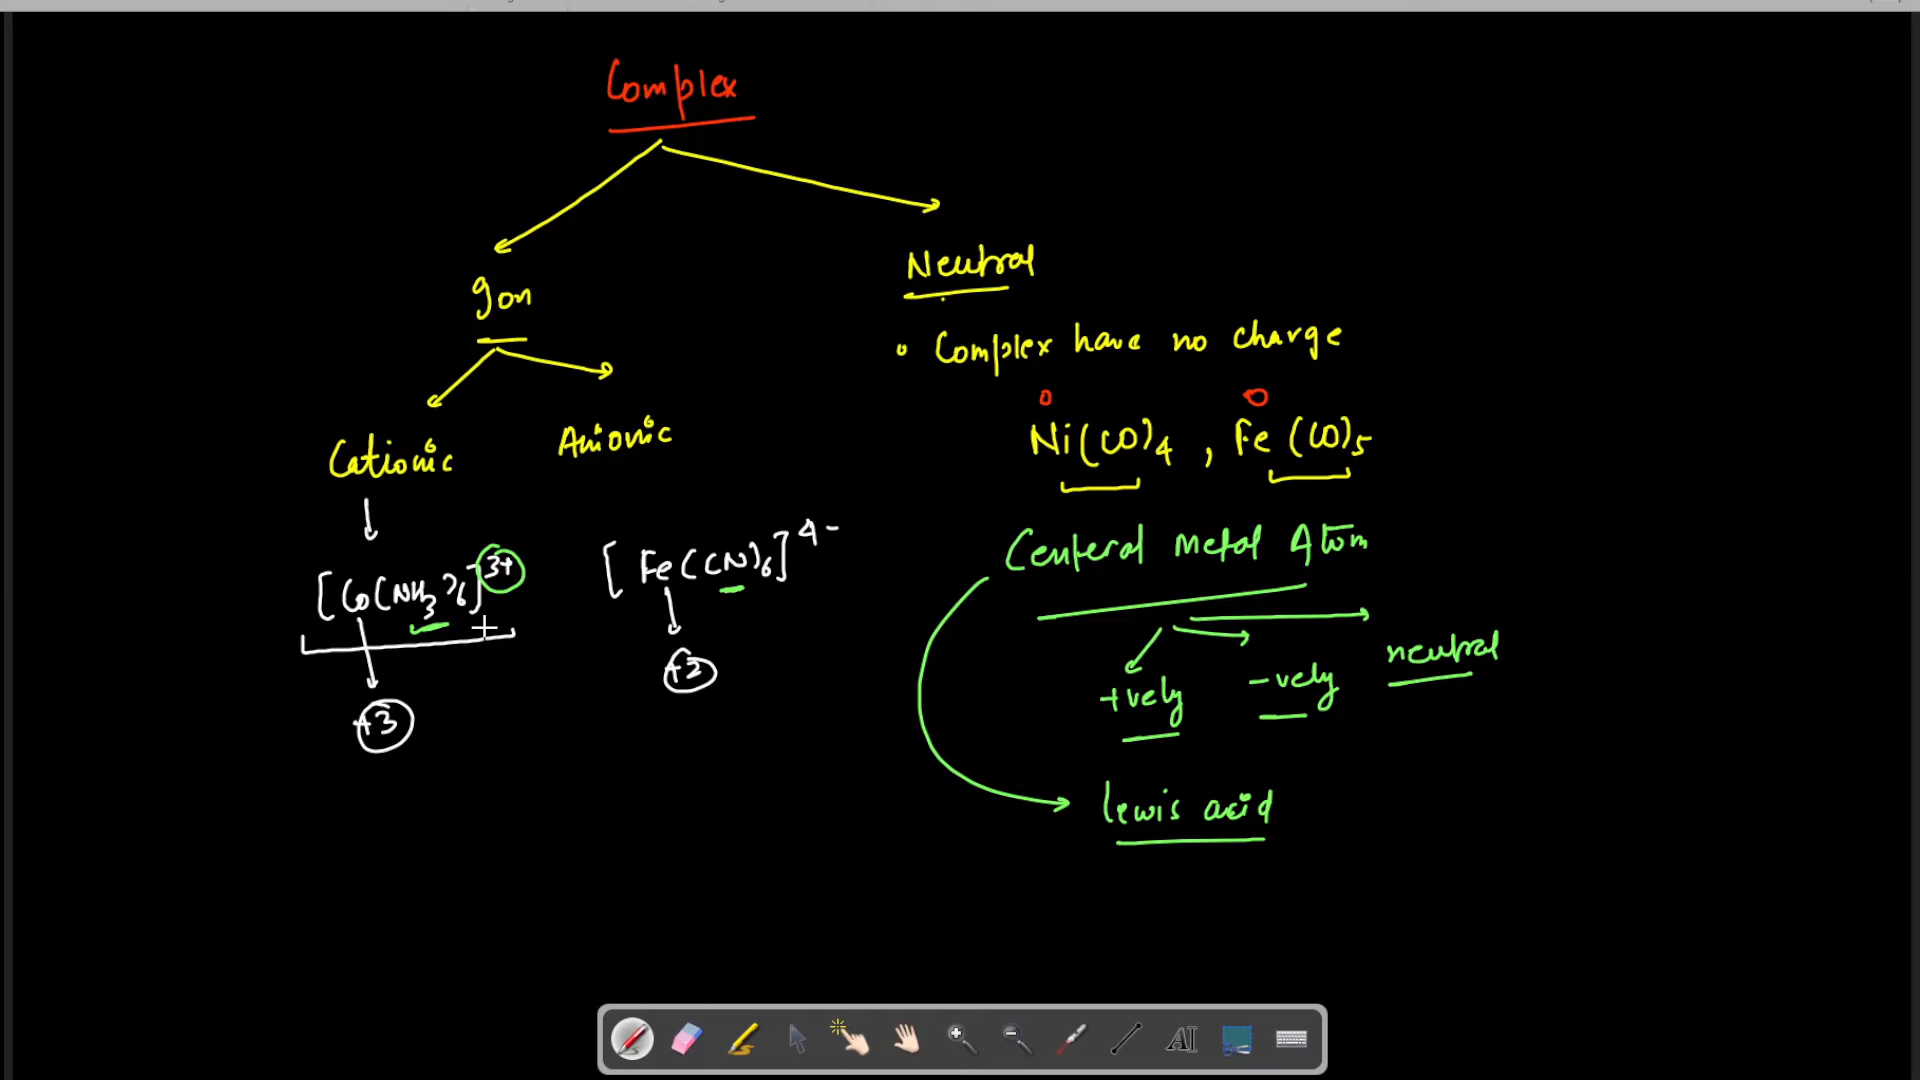 Complex
Ion
Neutral
Cationic
Anionic
[Co(NH3)6]3+
+3
[Fe(CN)6]4-
+2
• Complex have no charge
0 0
Ni(CO)4 , Fe(CO)5
Centeral metal Atom
+vely
-vely
neutral
lewis acid
AI